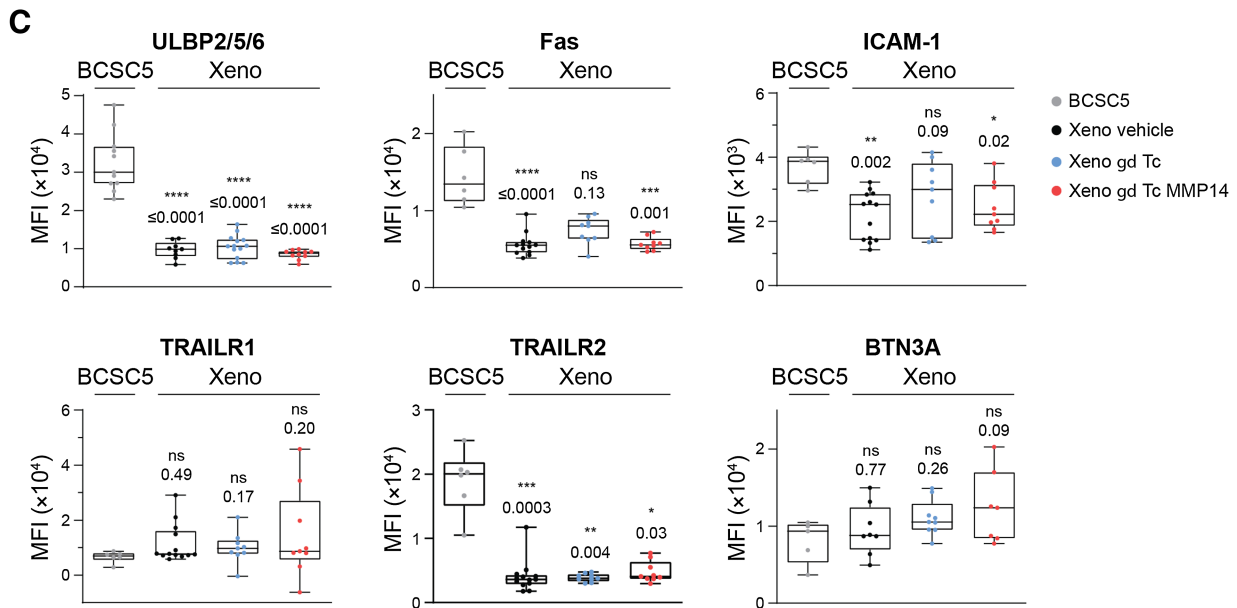 C
ULBP2/5/6
BCSC5 Xeno
MFI (×10⁴)
5
4
3
2
1
0
****
≤0.0001
****
≤0.0001
****
≤0.0001
Fas
BCSC5 Xeno
MFI (×10⁴)
2
1
0
****
≤0.0001
ns
0.13
***
0.001
ICAM-1
BCSC5 Xeno
MFI (×10³)
6
4
2
0
**
0.002
ns
0.09
*
0.02
BCSC5
Xeno vehicle
Xeno gd Tc
Xeno gd Tc MMP14
TRAILR1
BCSC5 Xeno
MFI (×10⁴)
6
4
2
0
ns
0.49
ns
0.17
ns
0.20
TRAILR2
BCSC5 Xeno
MFI (×10⁴)
3
2
1
0
***
0.0003
**
0.004
*
0.03
BTN3A
BCSC5 Xeno
MFI (×10⁴)
2
1
0
ns
0.77
ns
0.26
ns
0.09